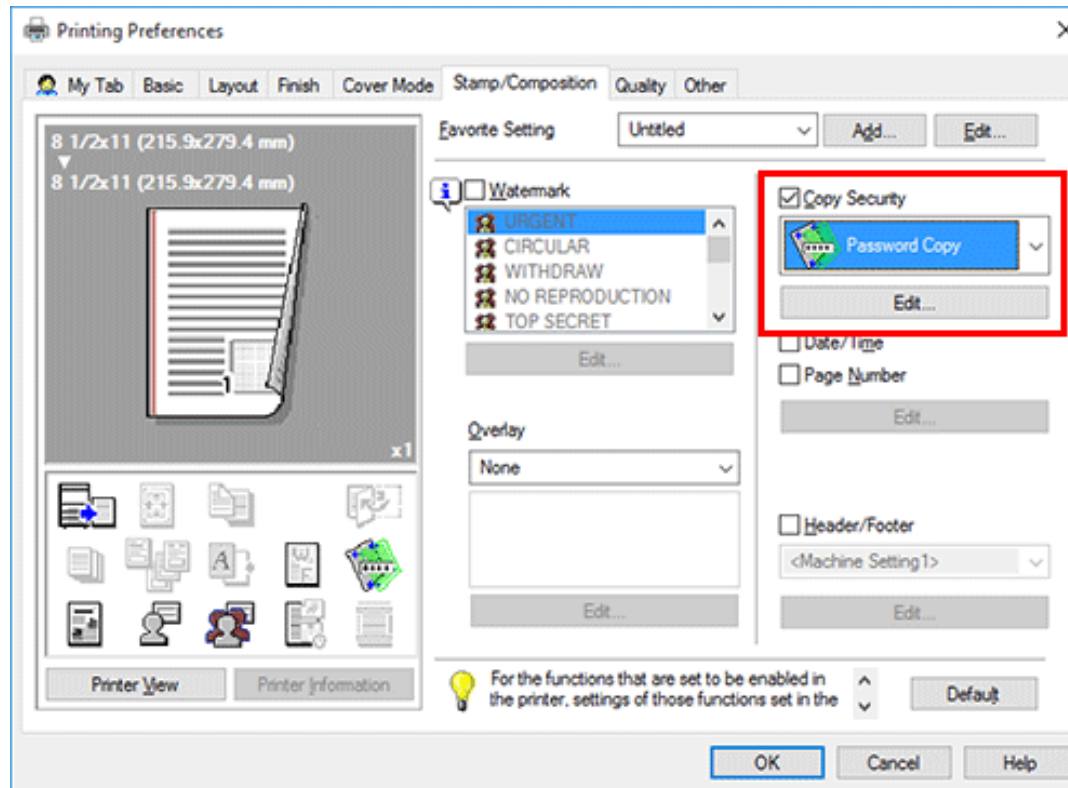 Printing Preferences
My Tab Basic Layout Finish Cover Mode Stamp/Composition Quality Other
8 1/2x11 (215.9x279.4 mm)
8 1/2x11 (215.9x279.4 mm)
1
x1
Printer View Printer Information
Favorite Setting Untitled Add... Edit...
Watermark
URGENT
CIRCULAR
WITHDRAW
NO REPRODUCTION
TOP SECRET
Edit...
Overlay
None
Edit...
Copy Security
Password Copy
Edit...
Date/Time
Page Number
Edit...
Header/Footer
<Machine Setting1>
Edit...
For the functions that are set to be enabled in
the printer, settings of those functions set in the
Default
OK Cancel Help